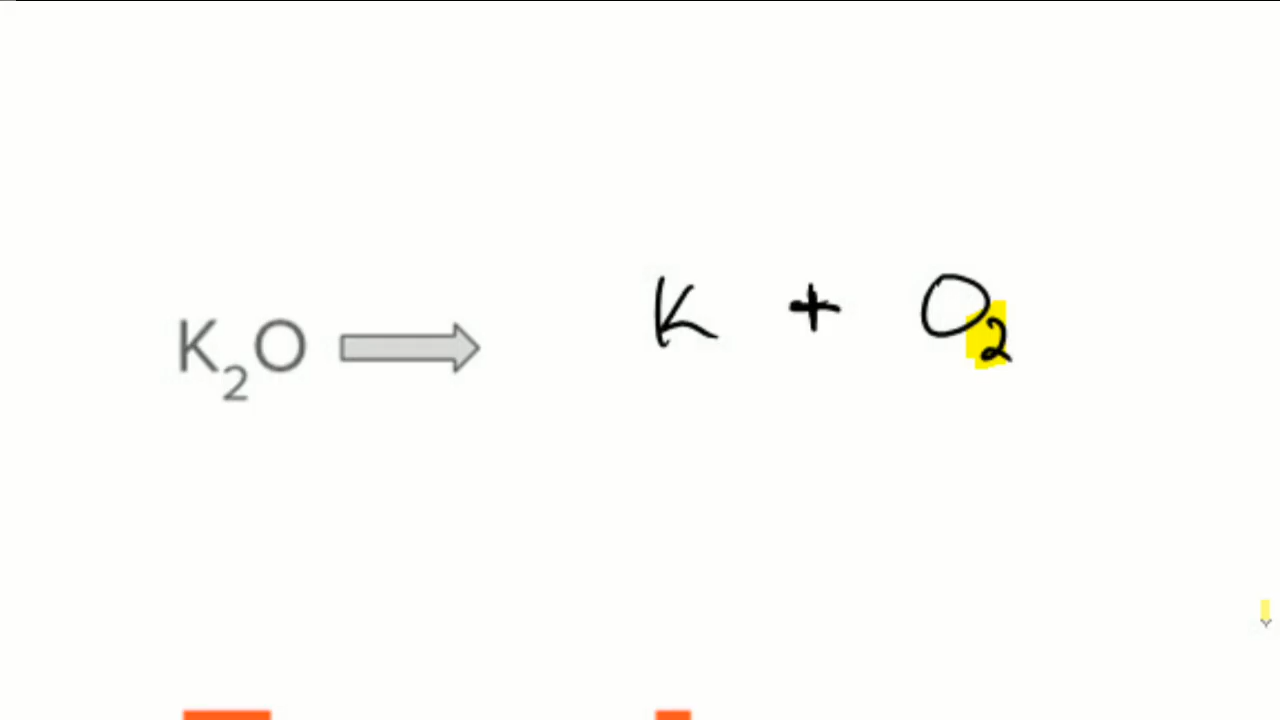 K₂O ⟹ K + O₂